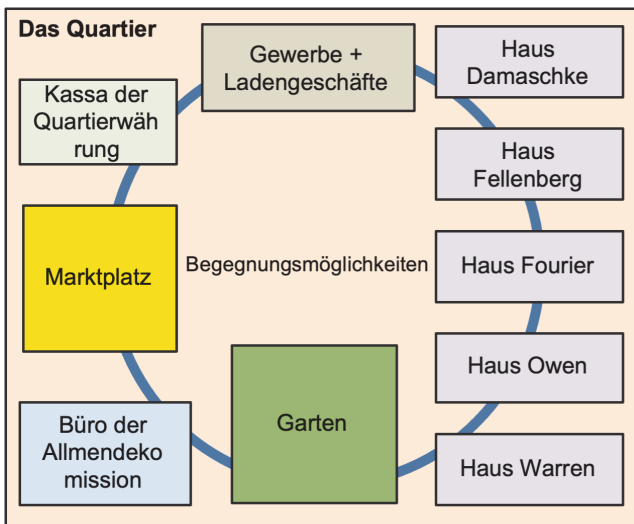 Das Quartier
Gewerbe +
Ladengeschäfte
Haus
Damaschke
Kassa der
Quartierwäh
rung
Haus
Fellenberg
Marktplatz
Begegnungsmöglichkeiten
Haus Fourier
Haus Owen
Büro der
Allmendeko
mission
Garten
Haus Warren